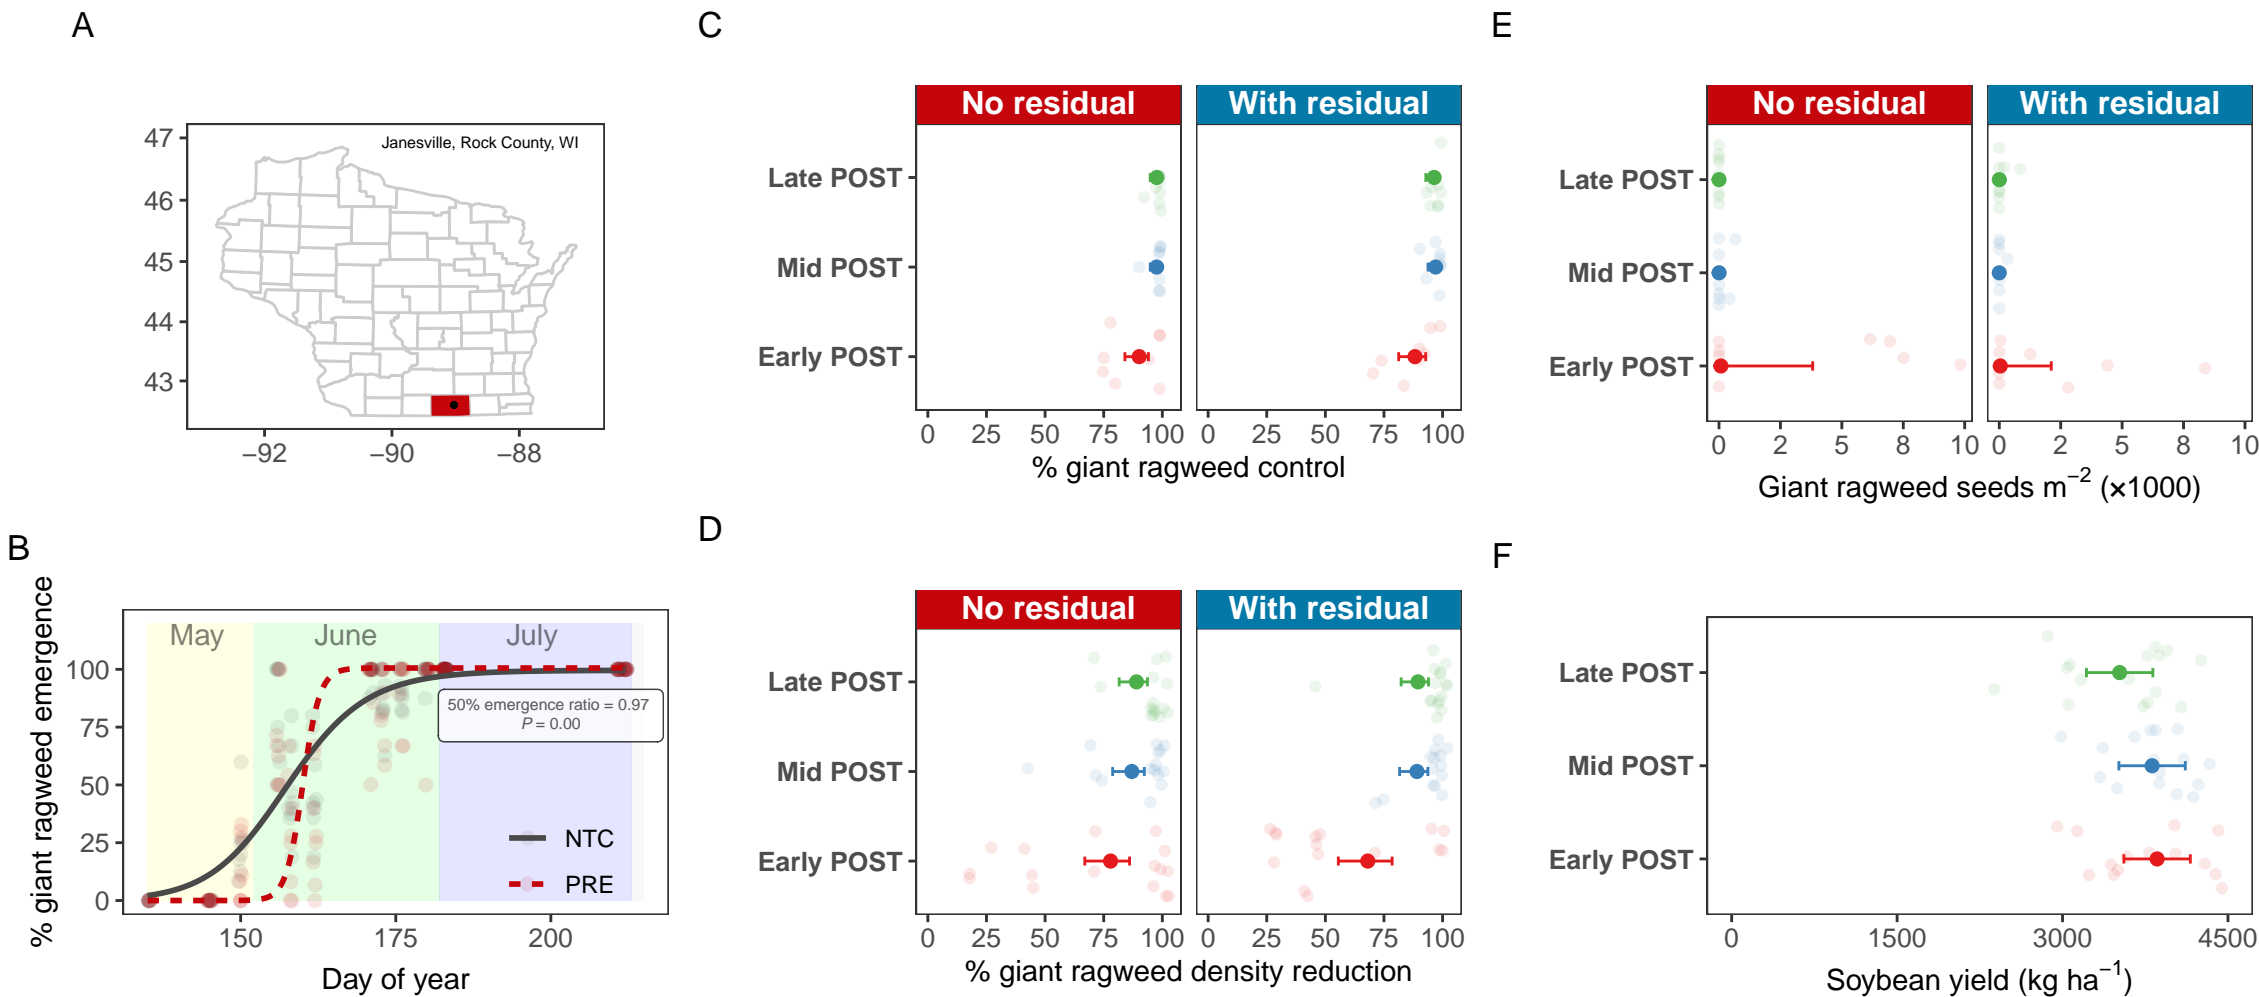 A
Janesville, Rock County, WI
47
46
45
44
43
−92
−90
−88
B
% giant ragweed emergence
May
June
July
100
75
50
25
0
50% emergence ratio = 0.97
P = 0.00
NTC
PRE
150
175
200
Day of year
C
No residual
With residual
Late POST
Mid POST
Early POST
0 25 50 75 100
0 25 50 75 100
% giant ragweed control
D
No residual
With residual
Late POST
Mid POST
Early POST
0 25 50 75 100
0 25 50 75 100
% giant ragweed density reduction
E
No residual
With residual
Late POST
Mid POST
Early POST
0 2 5 8 10
0 2 5 8 10
Giant ragweed seeds m⁻² (×1000)
F
Late POST
Mid POST
Early POST
0 1500 3000 4500
Soybean yield (kg ha⁻¹)